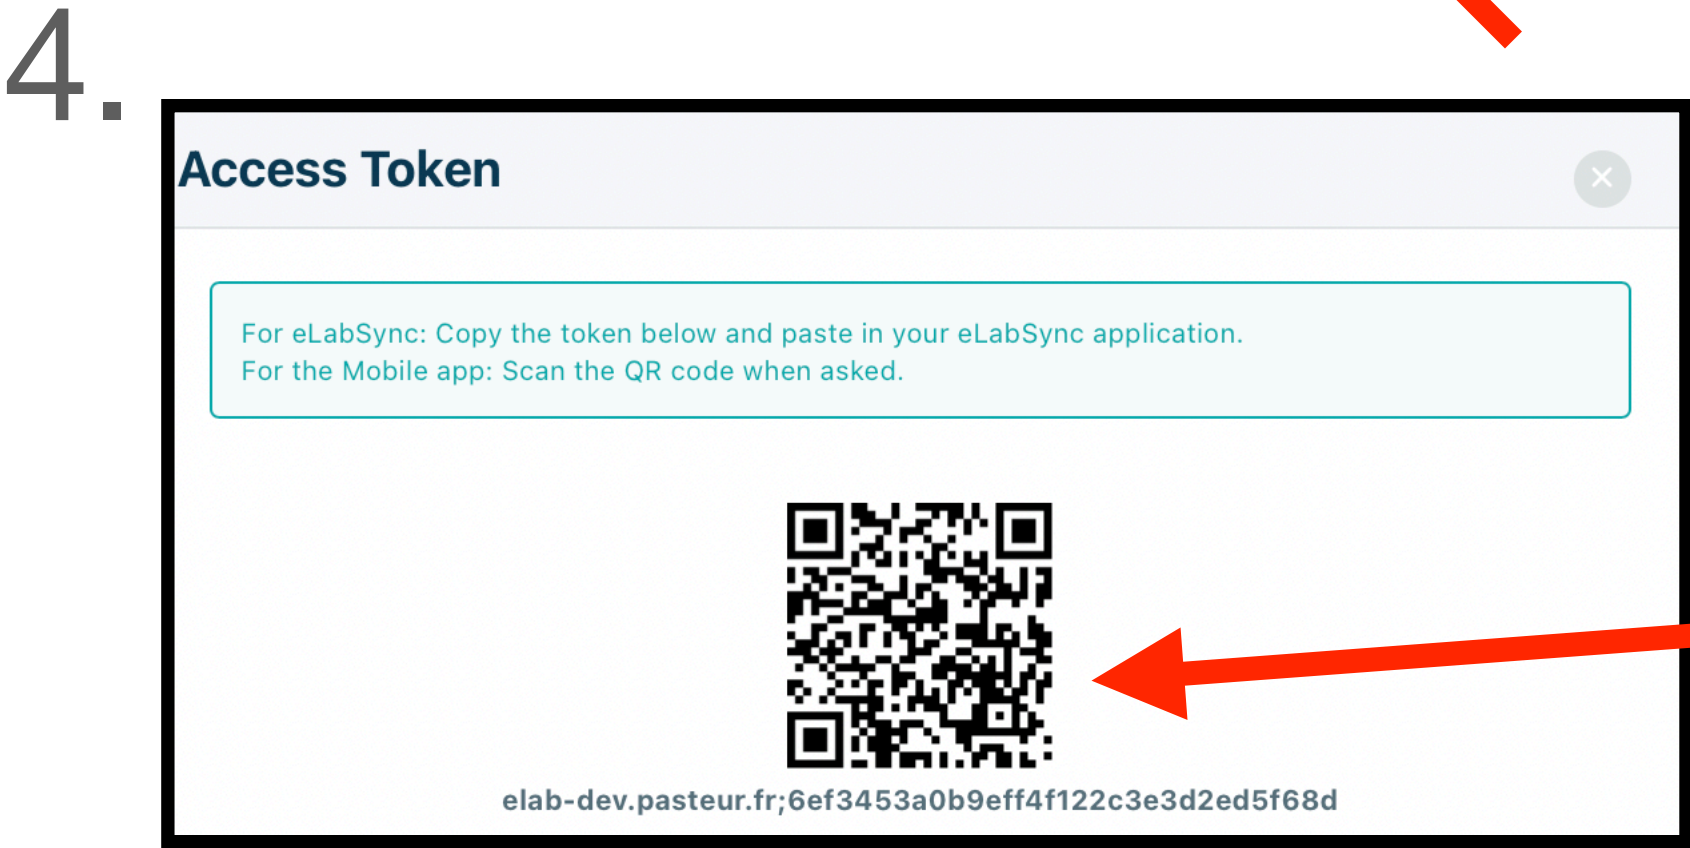 4.
Access Token
For eLabSync: Copy the token below and paste in your eLabSync application.
For the Mobile app: Scan the QR code when asked.
elab-dev.pasteur.fr;6ef3453a0b9eff4f122c3e3d2ed5f68d